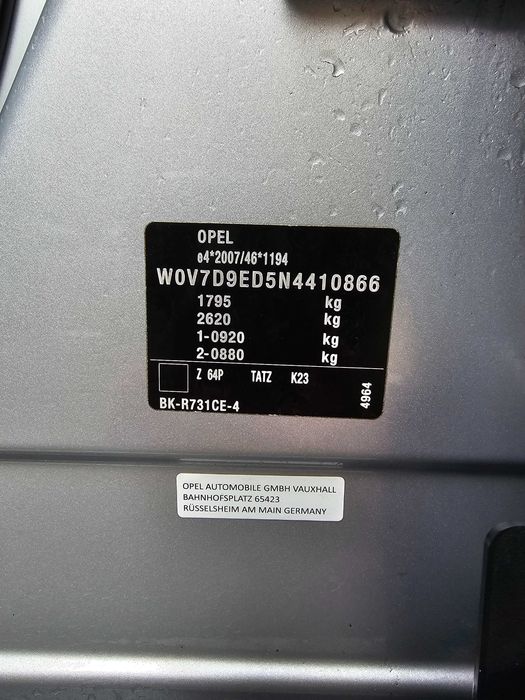 OPEL
e4*2007/46*1194
W0V7D9ED5N4410866
1795 kg
2620 kg
1-0920 kg
2-0880 kg
Z 64P TATZ K23
4964
BK-R731CE-4
OPEL AUTOMOBILE GMBH VAUXHALL
BAHNHOFSPLATZ 65423
RÜSSELSHEIM AM MAIN GERMANY